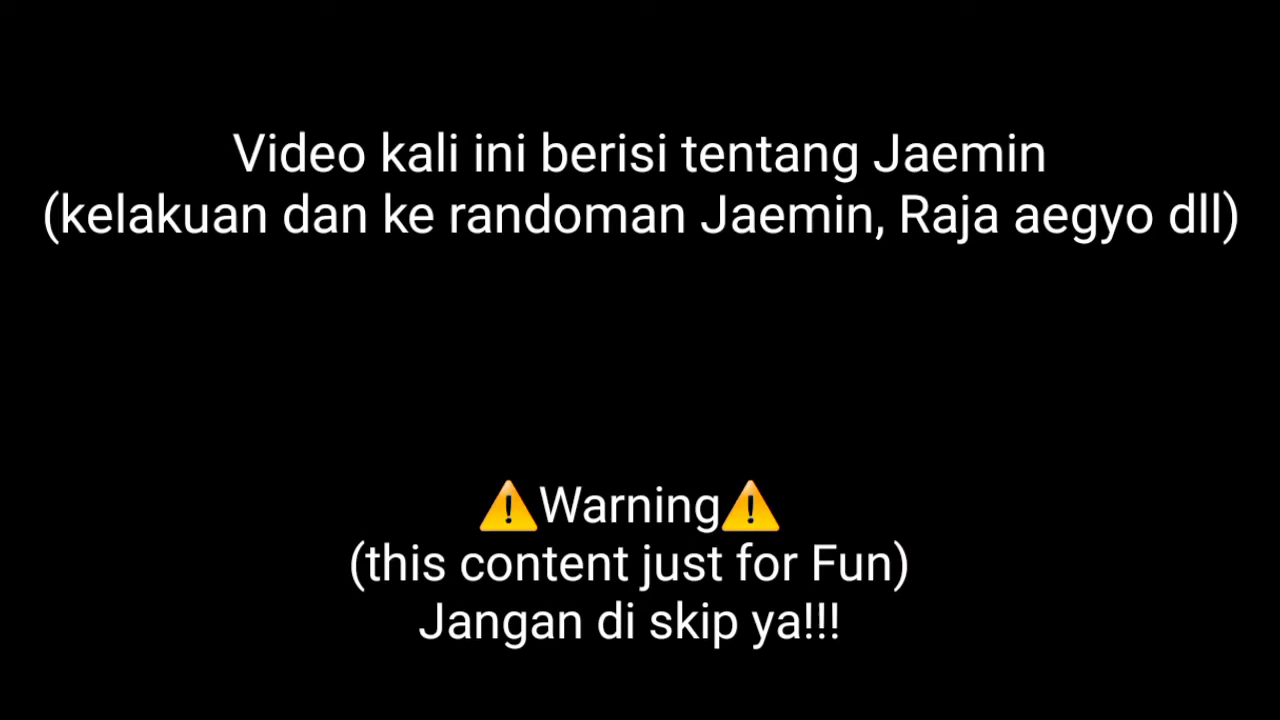 Video kali ini berisi tentang Jaemin
(kelakuan dan ke randoman Jaemin, Raja aegyo dll)
⚠️Warning⚠️
(this content just for Fun)
Jangan di skip ya!!!